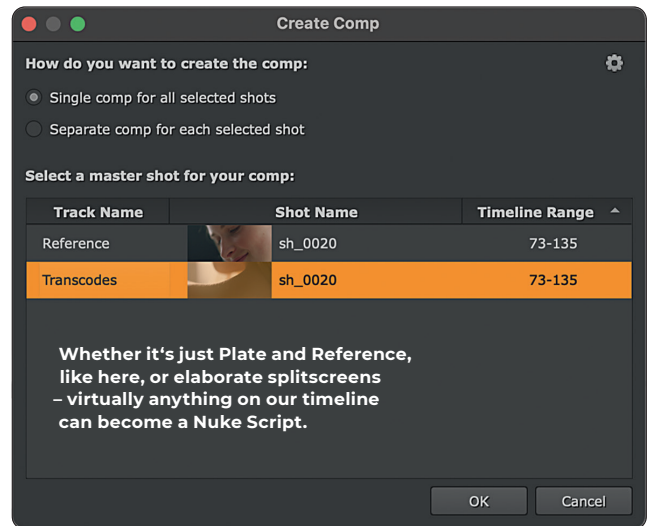 Create Comp
How do you want to create the comp:
Single comp for all selected shots
Separate comp for each selected shot
Select a master shot for your comp:
Track Name Shot Name Timeline Range
Reference sh_0020 73-135
Transcodes sh_0020 73-135
Whether it‘s just Plate and Reference,
like here, or elaborate splitscreens
– virtually anything on our timeline
can become a Nuke Script.
OK Cancel